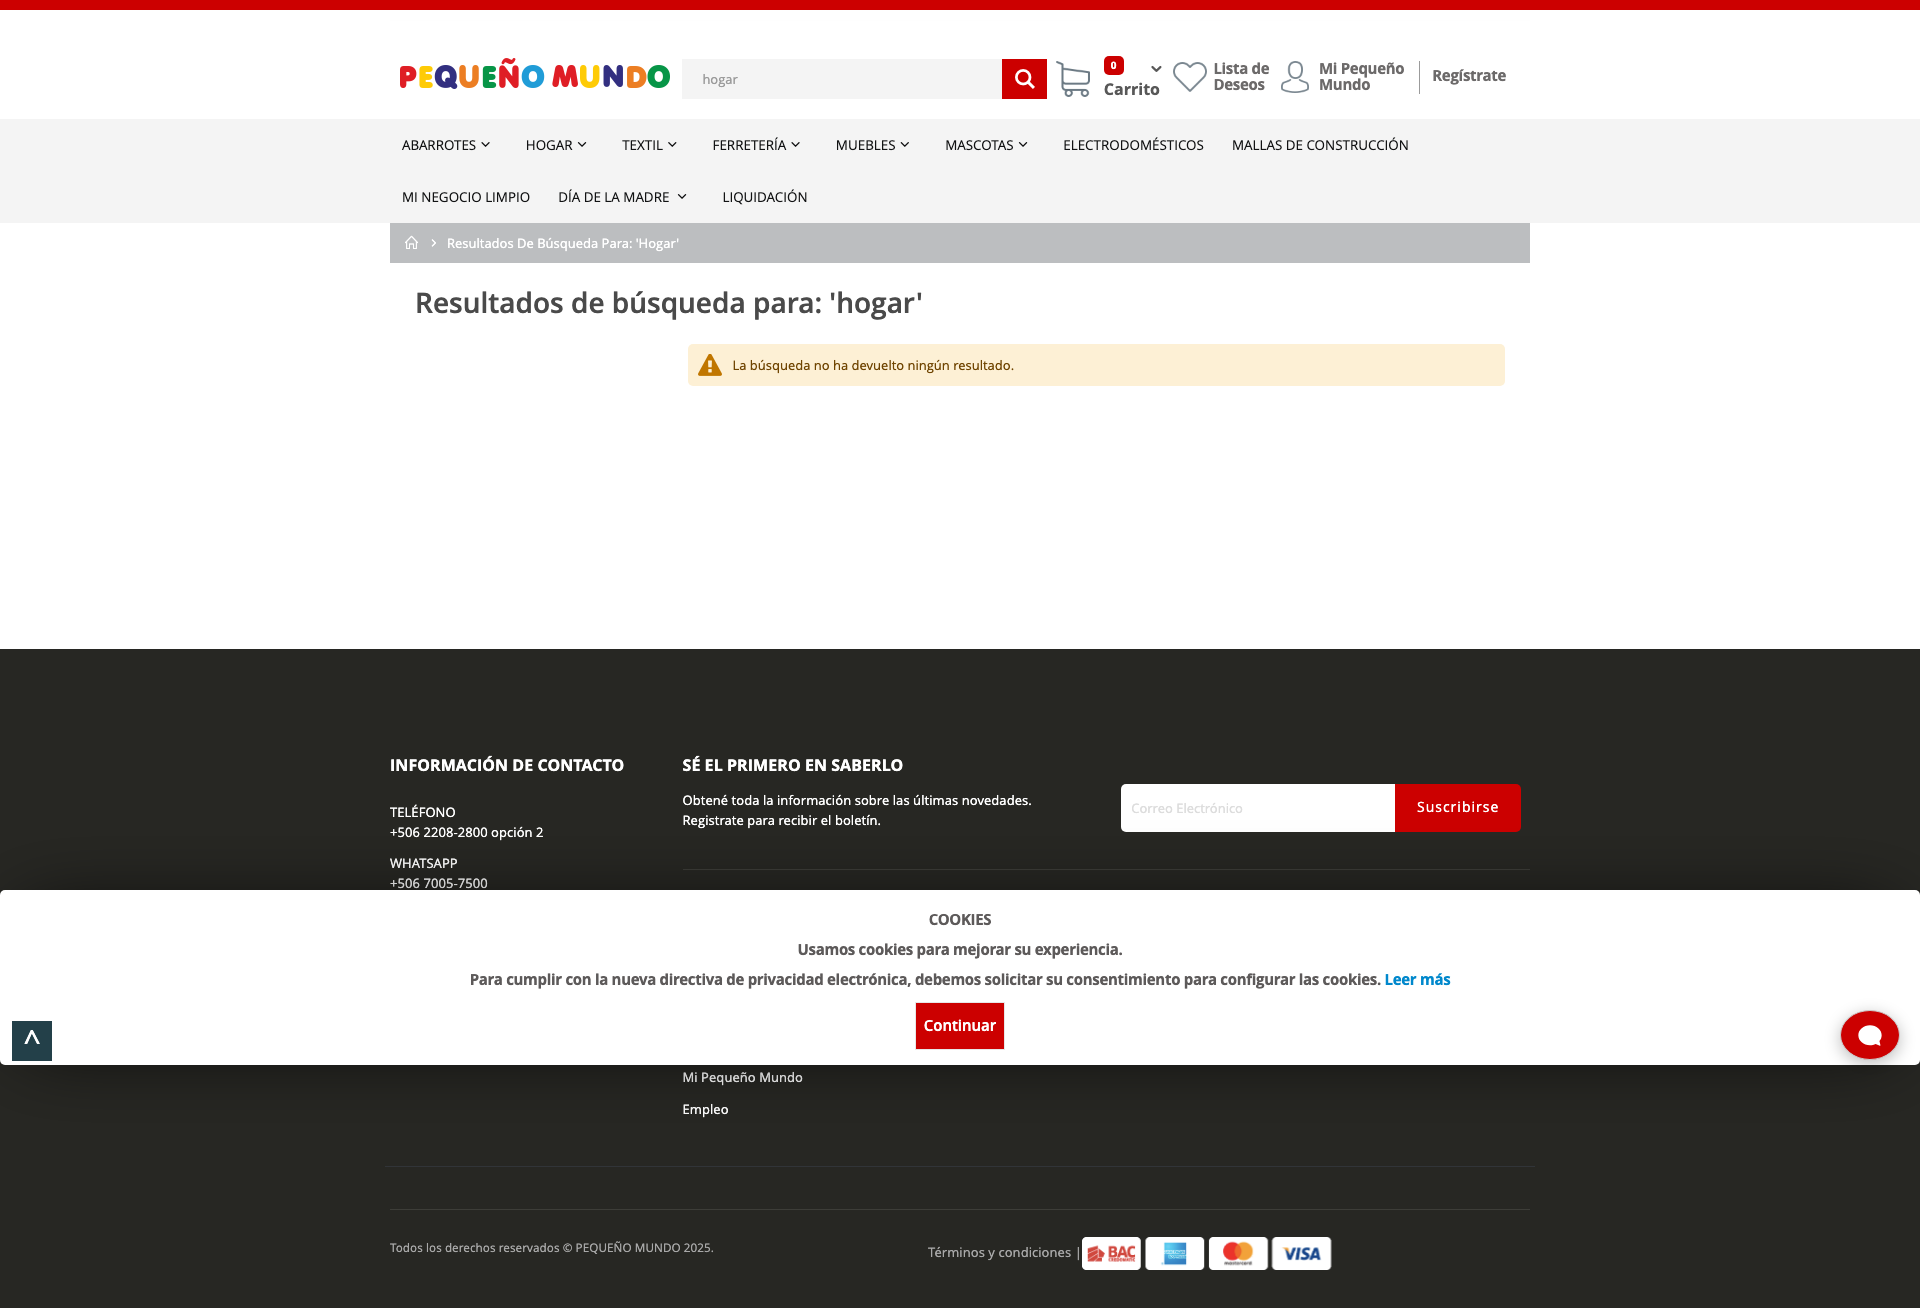 PEQUEÑO MUNDO
hogar
0
Carrito
Lista de
Deseos
Mi Pequeño
Mundo
Regístrate
ABARROTES
HOGAR
TEXTIL
FERRETERÍA
MUEBLES
MASCOTAS
ELECTRODOMÉSTICOS
MALLAS DE CONSTRUCCIÓN
MI NEGOCIO LIMPIO
DÍA DE LA MADRE
LIQUIDACIÓN
Resultados De Búsqueda Para: 'Hogar'
Resultados de búsqueda para: 'hogar'
La búsqueda no ha devuelto ningún resultado.
INFORMACIÓN DE CONTACTO
TELÉFONO
+506 2208-2800 opción 2
WHATSAPP
+506 7005-7500
SÉ EL PRIMERO EN SABERLO
Obtené toda la información sobre las últimas novedades.
Registrate para recibir el boletín.
Correo Electrónico
Suscribirse
COOKIES
Usamos cookies para mejorar su experiencia.
Para cumplir con la nueva directiva de privacidad electrónica, debemos solicitar su consentimiento para configurar las cookies. Leer más
Continuar
^
Mi Pequeño Mundo
Empleo
Todos los derechos reservados © PEQUEÑO MUNDO 2025.
Términos y condiciones |
BAC
CREDOMATIC
mastercard
VISA